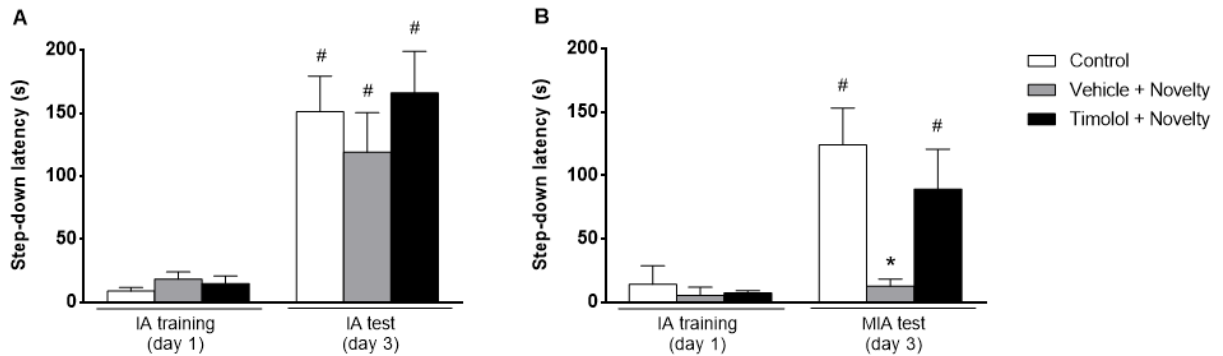 A
Step-down latency (s)
200
150
100
50
0
#
#
#
IA training
(day 1)
IA test
(day 3)
B
Step-down latency (s)
200
150
100
50
0
#
*
#
IA training
(day 1)
MIA test
(day 3)
Control
Vehicle + Novelty
Timolol + Novelty